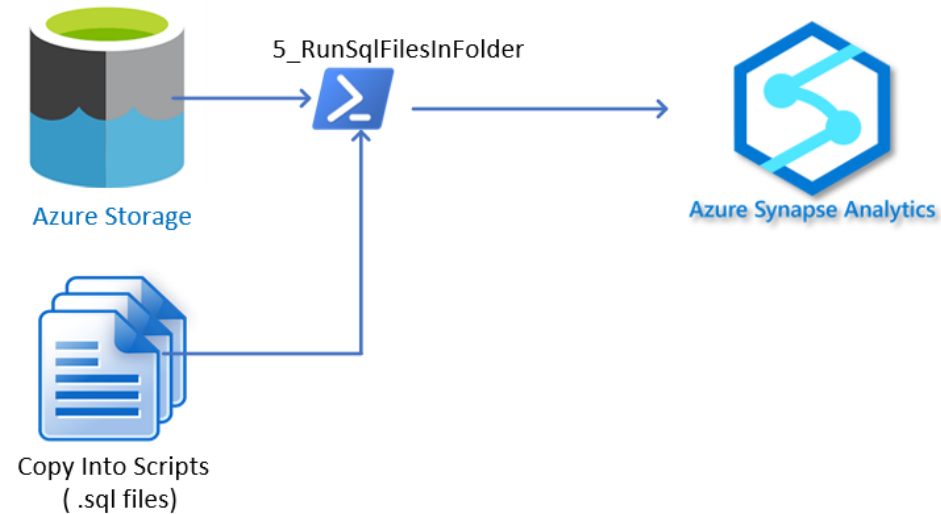 5_RunSqlFilesInFolder
Azure Storage
Azure Synapse Analytics
Copy Into Scripts
( .sql files)